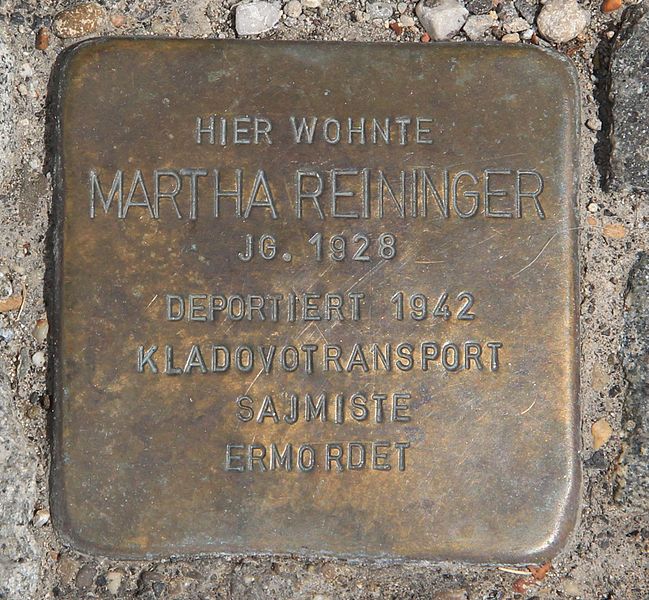 HIER WOHNTE
MARTHA REININGER
JG. 1928
DEPORTIERT 1942
KLADOVOTRANSPORT
SAJMISTE
ERMORDET